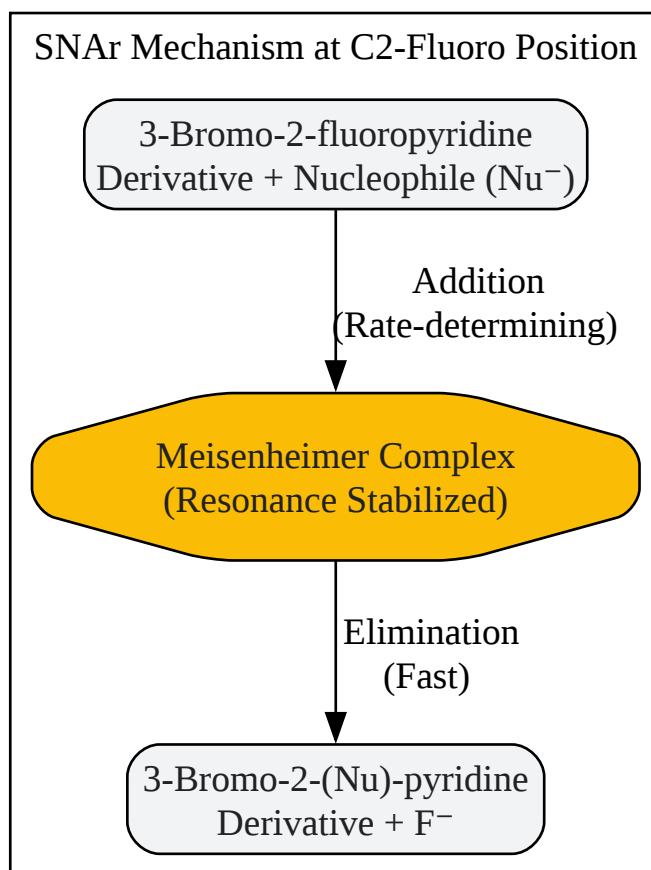 SNAr Mechanism at C2-Fluoro Position
3-Bromo-2-fluoropyridine
Derivative + Nucleophile (Nu⁻)
Addition
(Rate-determining)
Meisenheimer Complex
(Resonance Stabilized)
Elimination
(Fast)
3-Bromo-2-(Nu)-pyridine
Derivative + F⁻